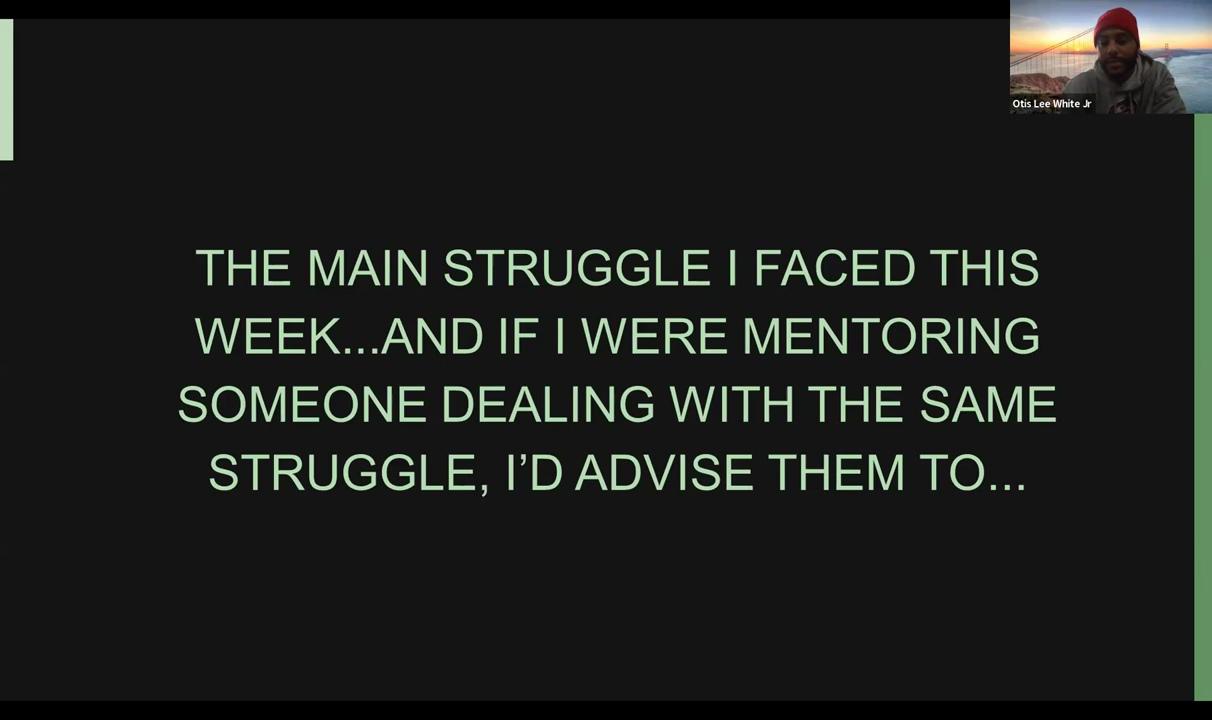 Otis Lee White Jr
THE MAIN STRUGGLE I FACED THIS
WEEK...AND IF I WERE MENTORING
SOMEONE DEALING WITH THE SAME
STRUGGLE, I’D ADVISE THEM TO...